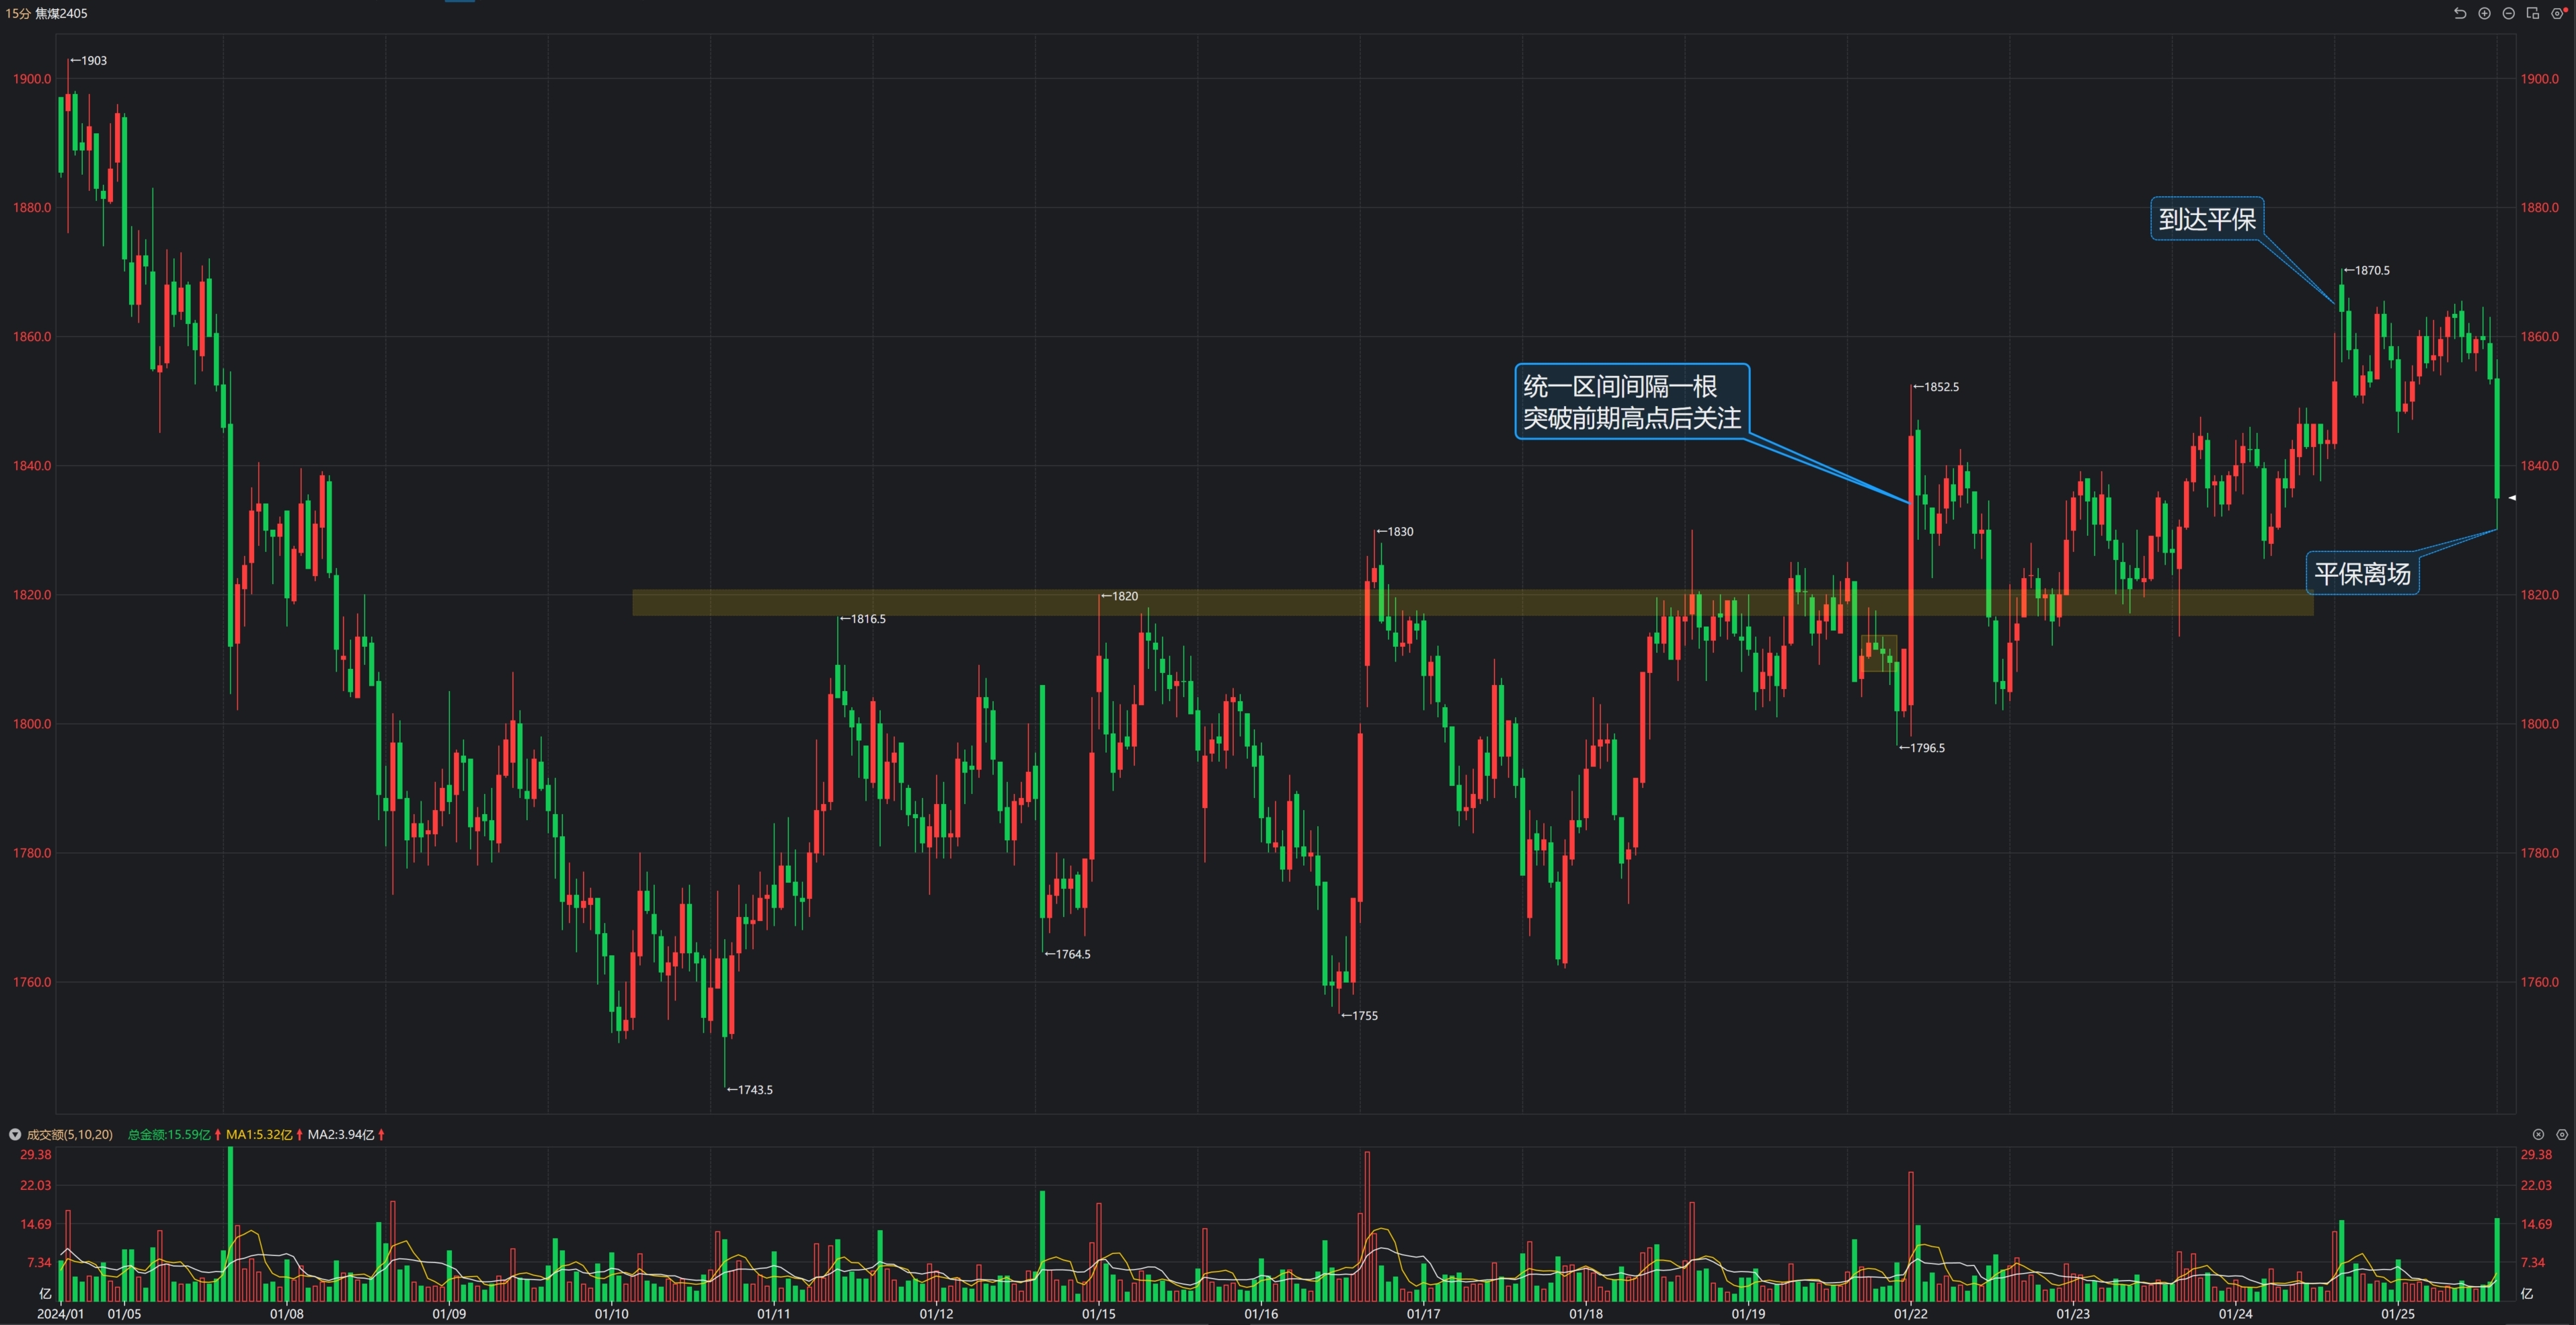 15分 焦煤2405
←1903
1900.0 1900.0
1880.0 1880.0
到达平保
←1870.5
1860.0 1860.0
统一区间间隔一根
突破前期高点后关注
←1852.5
1840.0 1840.0
←1830
平保离场
1820.0 1820.0
←1820
←1816.5
1800.0 1800.0
←1796.5
1780.0 1780.0
←1764.5
1760.0 1760.0
←1755
←1743.5
成交额(5,10,20) 总金额:15.59亿 MA1:5.32亿 MA2:3.94亿
29.38 29.38
22.03 22.03
14.69 14.69
7.34 7.34
亿 亿
2024/01 01/05 01/08 01/09 01/10 01/11 01/12 01/15 01/16 01/17 01/18 01/19 01/22 01/23 01/24 01/25